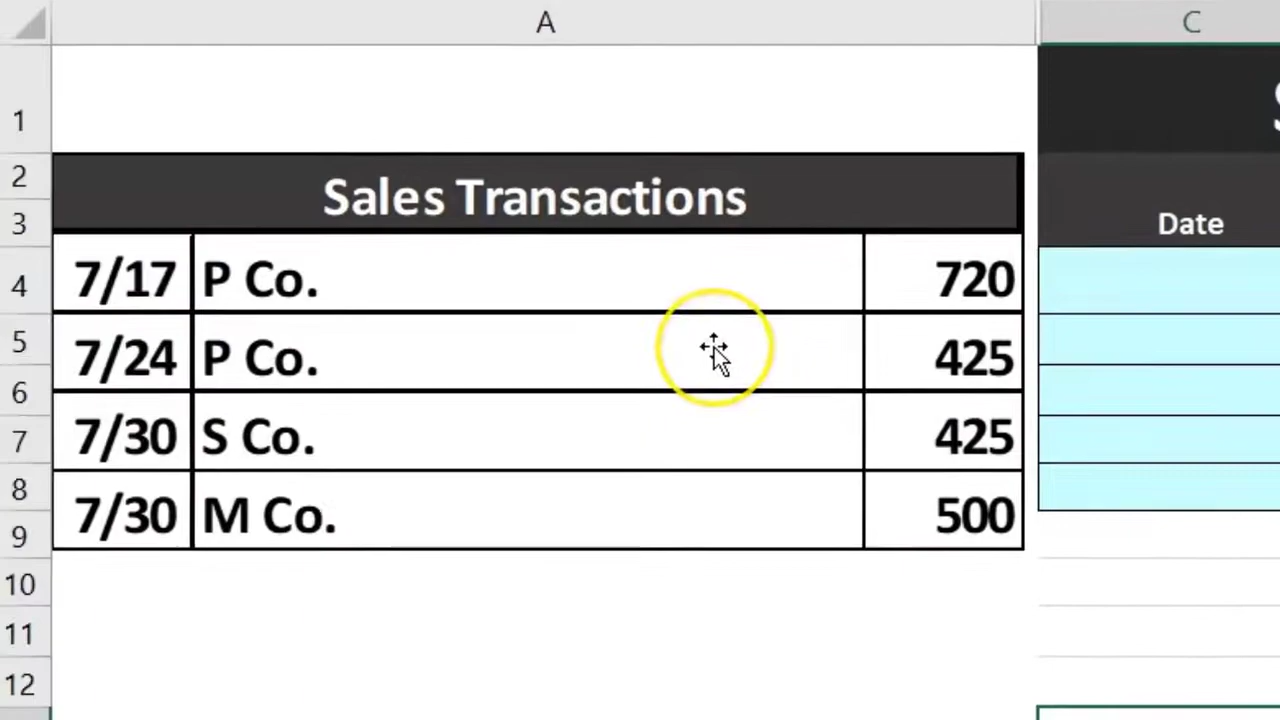 A
C
1
2
Sales Transactions
3
Date
4
7/17 P Co. 720
5
7/24 P Co. 425
6
7
7/30 S Co. 425
8
7/30 M Co. 500
9
10
11
12